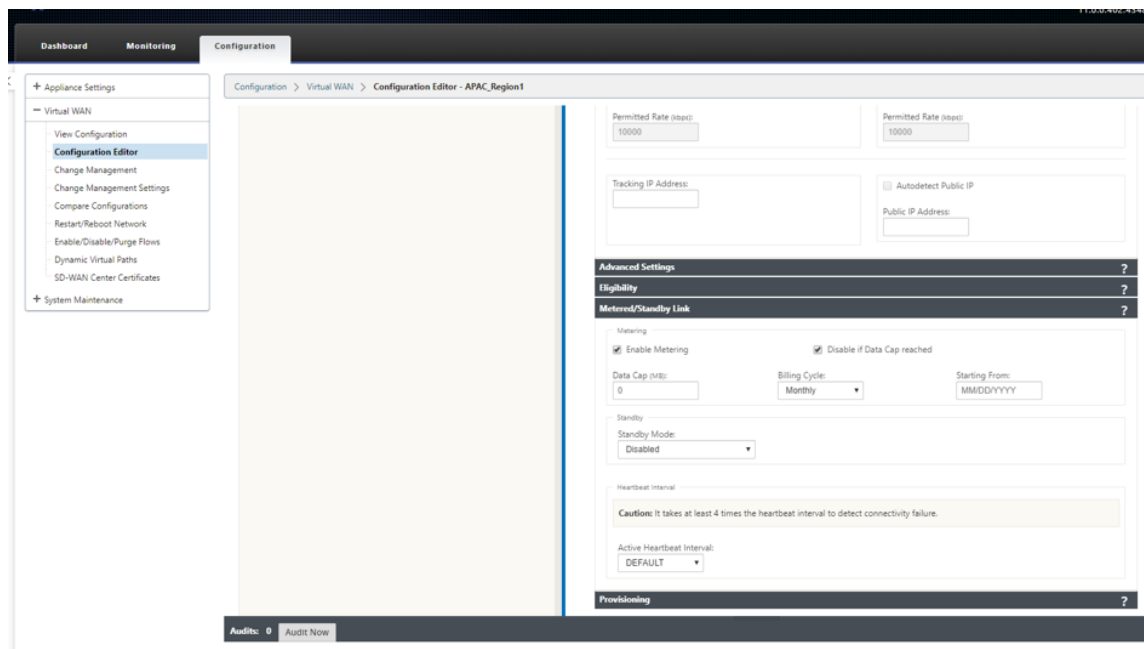 Dashboard Monitoring Configuration
+ Appliance Settings
− Virtual WAN
View Configuration
Configuration Editor
Change Management
Change Management Settings
Compare Configurations
Restart/Reboot Network
Enable/Disable/Purge Flows
Dynamic Virtual Paths
SD-WAN Center Certificates
+ System Maintenance
Configuration > Virtual WAN > Configuration Editor - APAC_Region1
Permitted Rate (kbps): Permitted Rate (kbps):
10000 10000
Tracking IP Address: Autodetect Public IP
Public IP Address:
Advanced Settings ?
Eligibility ?
Metered/Standby Link ?
Metering
Enable Metering Disable if Data Cap reached
Data Cap (MB): Billing Cycle: Starting From:
0 Monthly MM/DD/YYYY
Standby
Standby Mode:
Disabled
Heartbeat Interval
Caution: It takes at least 4 times the heartbeat interval to detect connectivity failure.
Active Heartbeat Interval:
DEFAULT
Provisioning ?
Audits: 0 Audit Now